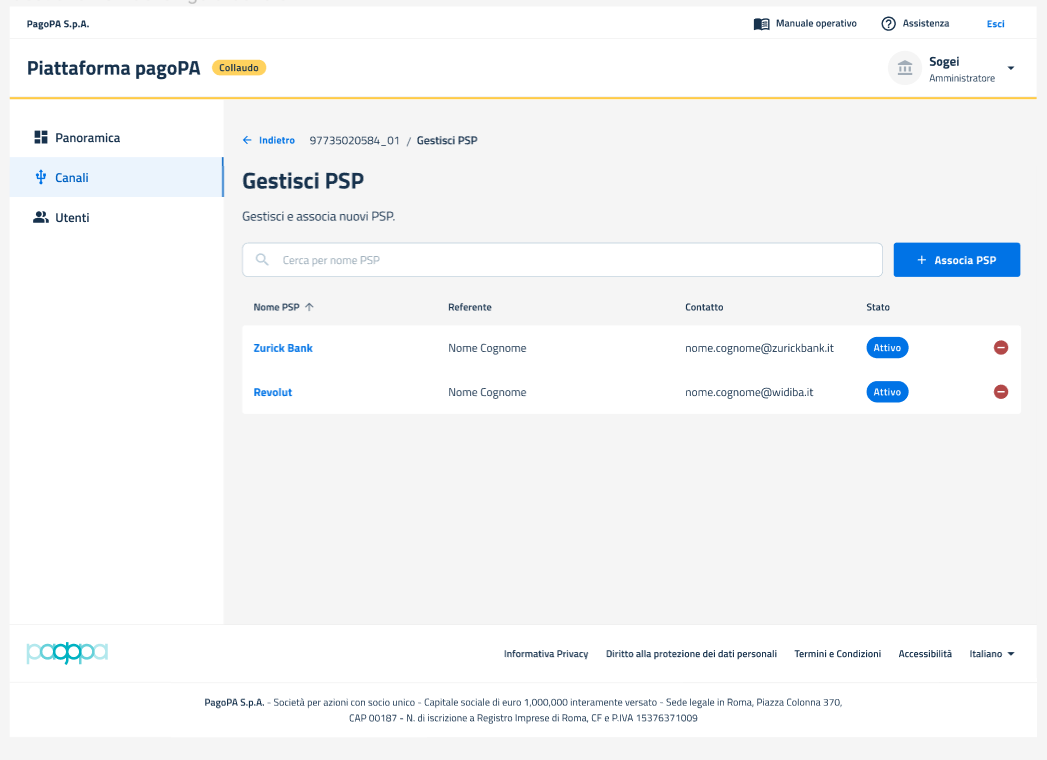 PagoPA S.p.A.
Manuale operativo
Assistenza
Esci
Piattaforma pagoPA
Collaudo
Sogei
Amministratore
Panoramica
Canali
Utenti
Indietro
97735020584_01 / Gestisci PSP
Gestisci PSP
Gestisci e associa nuovi PSP.
Cerca per nome PSP
+ Associa PSP
Nome PSP Referente Contatto Stato
Zurick Bank Nome Cognome nome.cognome@zurickbank.it Attivo
Revolut Nome Cognome nome.cognome@widiba.it Attivo
pagopa
Informativa Privacy Diritto alla protezione dei dati personali Termini e Condizioni Accessibilità Italiano
PagoPA S.p.A. - Società per azioni con socio unico - Capitale sociale di euro 1,000,000 interamente versato - Sede legale in Roma, Piazza Colonna 370,
CAP 00187 - N. di iscrizione a Registro Imprese di Roma, CF e P.IVA 15376371009